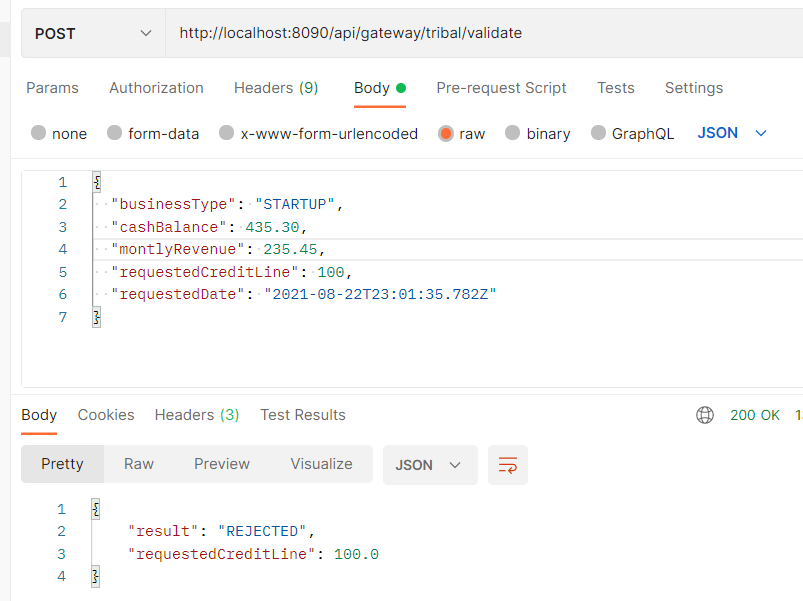 POST http://localhost:8090/api/gateway/tribal/validate
Params Authorization Headers (9) Body Pre-request Script Tests Settings
none form-data x-www-form-urlencoded raw binary GraphQL JSON
1 {
2 "businessType": "STARTUP",
3 "cashBalance": 435.30,
4 "montlyRevenue": 235.45,
5 "requestedCreditLine": 100,
6 "requestedDate": "2021-08-22T23:01:35.782Z"
7 }
Body Cookies Headers (3) Test Results 200 OK
Pretty Raw Preview Visualize JSON
1 {
2 "result": "REJECTED",
3 "requestedCreditLine": 100.0
4 }